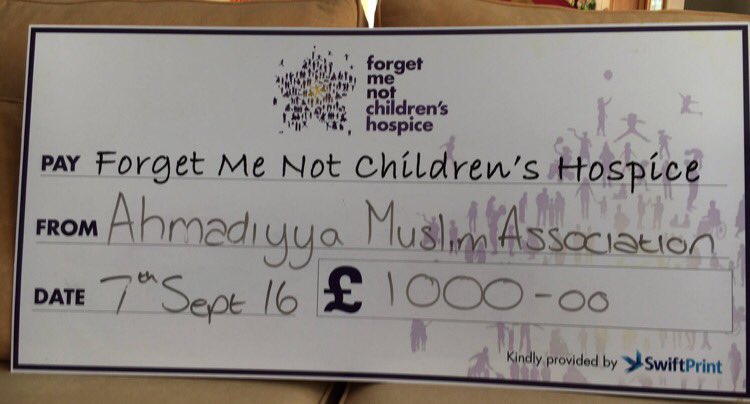 forget
me
not
children's
hospice
PAY Forget Me Not Children's Hospice
FROM Ahmadiyya Muslim Association
DATE 7th Sept 16 £ 1000-00
Kindly provided by SwiftPrint